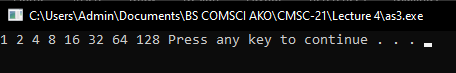 C:\Users\Admin\Documents\BS COMSCI AKO\CMSC-21\Lecture 4\as3.exe
1 2 4 8 16 32 64 128 Press any key to continue . . .